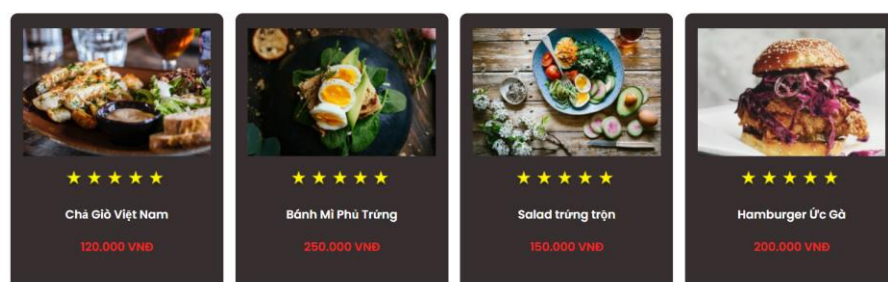 Chả Giò Việt Nam
120.000 VNĐ
Bánh Mì Phủ Trứng
250.000 VNĐ
Salad trứng trộn
150.000 VNĐ
Hamburger Ức Gà
200.000 VNĐ